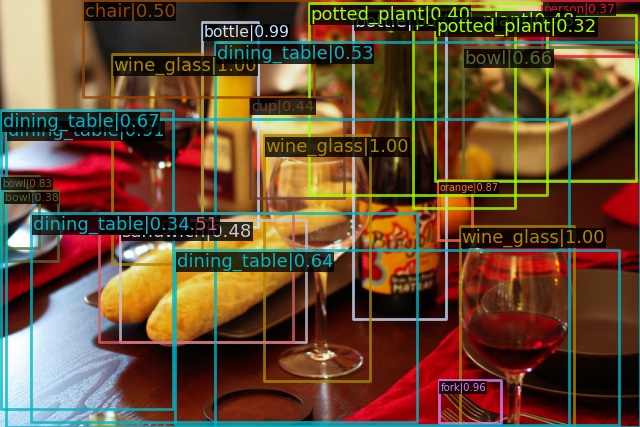 chair|0.50
potted_plant|0.40
person|0.37
bottle|0.99
potted_plant|0.32
dining_table|0.53
wine_glass|1.00
bowl|0.66
cup|0.44
dining_table|0.67
dining_table|0.91
wine_glass|1.00
bowl|0.83
orange|0.87
bowl|0.38
dining_table|0.34
.51
sandwich|0.48
wine_glass|1.00
dining_table|0.64
fork|0.96